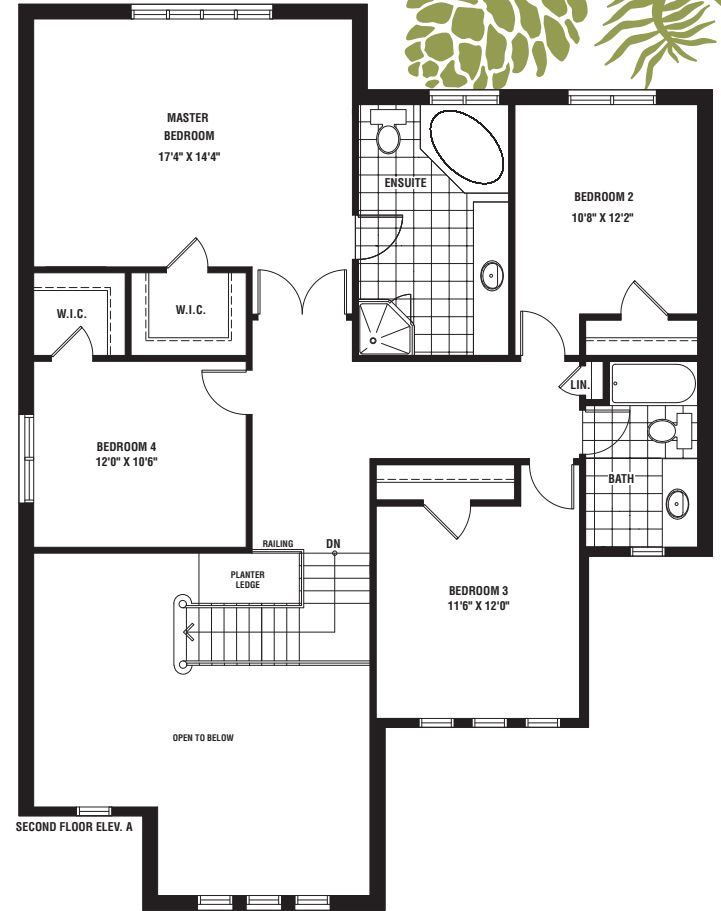 MASTER
BEDROOM
17'4" X 14'4"
ENSUITE
BEDROOM 2
10'8" X 12'2"
W.I.C.
W.I.C.
LIN.
BEDROOM 4
12'0" X 10'6"
BATH
RAILING
DN
PLANTER
LEDGE
BEDROOM 3
11'6" X 12'0"
OPEN TO BELOW
SECOND FLOOR ELEV. A